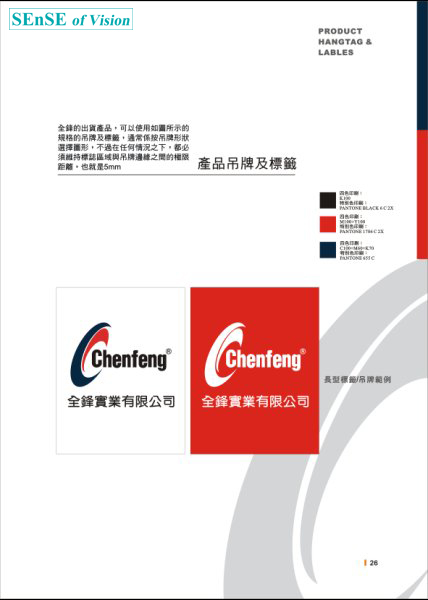 SEnSE of Vision
PRODUCT
HANGTAG &
LABLES
全鋒的出貨產品，可以使用如圖所示的
規格的吊牌及標籤，通常係按吊牌形狀
選擇圖形，不過在任何情況之下，都必
須維持標誌區域與吊牌邊緣之間的極限
距離，也就是5mm
產品吊牌及標籤
四色印刷：
K100
特別色印刷：
PANTONE BLACK 6 C 2X
四色印刷：
M100+Y100
特別色印刷：
PANTONE 1784 C 2X
四色印刷：
C100+M60+K70
特別色印刷：
PANTONE 655 C
Chenfeng®
全鋒實業有限公司
Chenfeng®
全鋒實業有限公司
長型標籤/吊牌範例
26